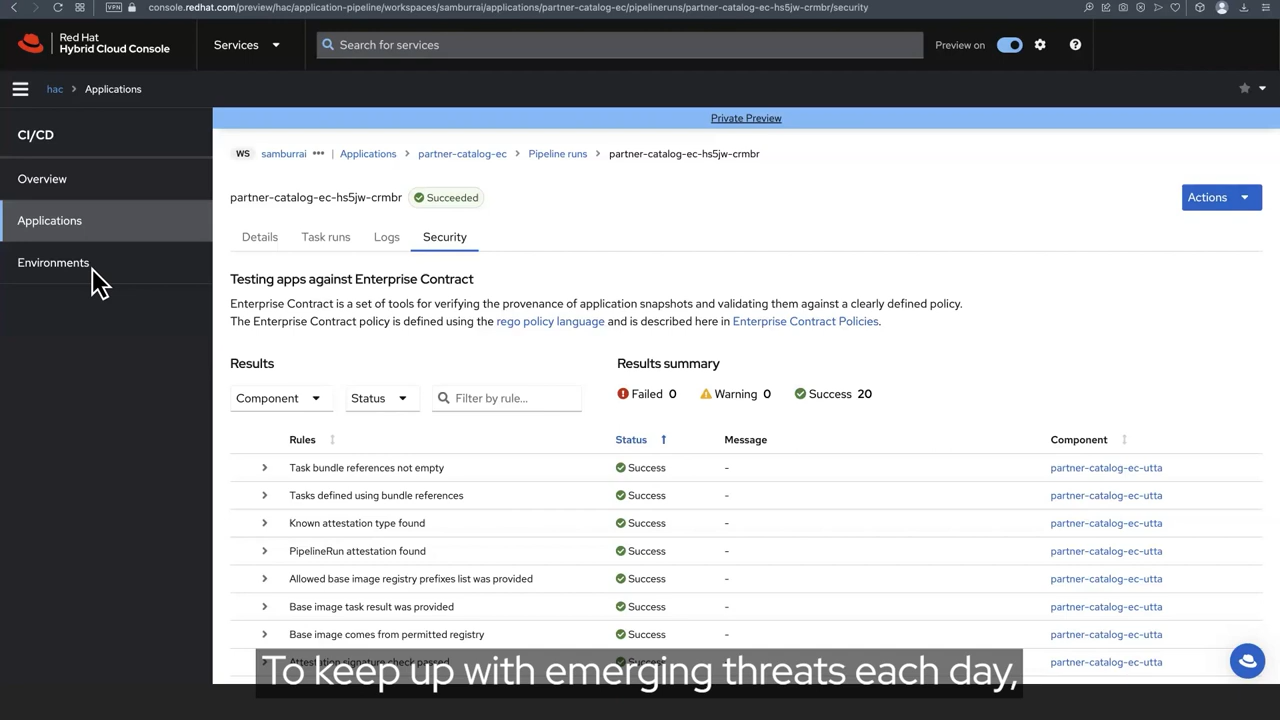 console.redhat.com/preview/hac/application-pipeline/workspaces/samburrai/applications/partner-catalog-ec/pipelineruns/partner-catalog-ec-hs5jw-crmbr/security
VPN
Red Hat
Hybrid Cloud Console
Services
Search for services
Preview on
hac > Applications
CI/CD
Overview
Applications
Environments
Private Preview
WS samburrai ••• | Applications > partner-catalog-ec > Pipeline runs > partner-catalog-ec-hs5jw-crmbr
partner-catalog-ec-hs5jw-crmbr Succeeded
Actions
Details Task runs Logs Security
Testing apps against Enterprise Contract
Enterprise Contract is a set of tools for verifying the provenance of application snapshots and validating them against a clearly defined policy.
The Enterprise Contract policy is defined using the rego policy language and is described here in Enterprise Contract Policies.
Results
Results summary
Component Status Filter by rule...
Failed 0 Warning 0 Success 20
Rules Status Message Component
Task bundle references not empty Success - partner-catalog-ec-utta
Tasks defined using bundle references Success - partner-catalog-ec-utta
Known attestation type found Success - partner-catalog-ec-utta
PipelineRun attestation found Success - partner-catalog-ec-utta
Allowed base image registry prefixes list was provided Success - partner-catalog-ec-utta
Base image task result was provided Success - partner-catalog-ec-utta
Base image comes from permitted registry Success - partner-catalog-ec-utta
Attestation signature check passed Success - partner-catalog-ec-utta
To keep up with emerging threats each day,